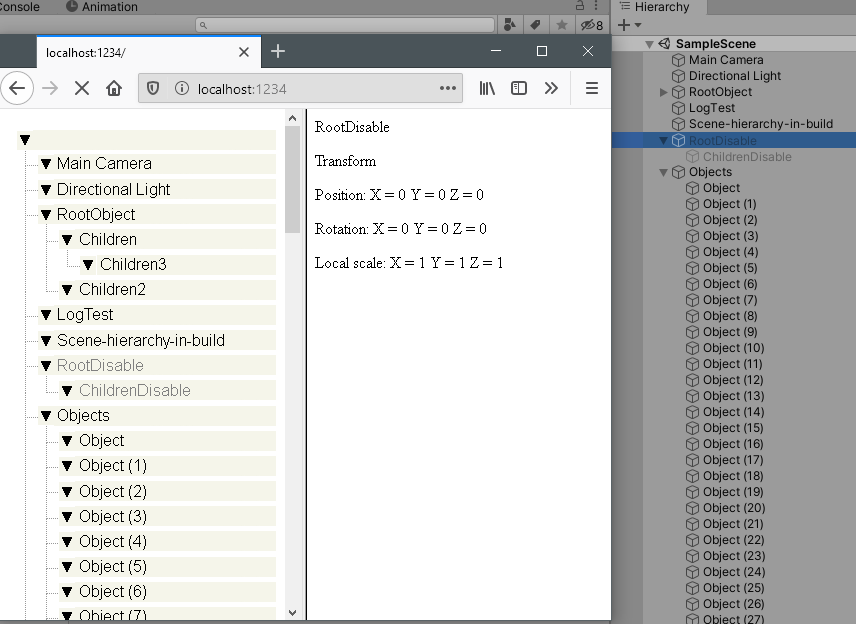 onsole
Animation
8
Hierarchy
localhost:1234/
localhost:1234
Main Camera
Directional Light
RootObject
Children
Children3
Children2
LogTest
Scene-hierarchy-in-build
RootDisable
ChildrenDisable
Objects
Object
Object (1)
Object (2)
Object (3)
Object (4)
Object (5)
Object (6)
Object (7)
RootDisable
Transform
Position: X = 0 Y = 0 Z = 0
Rotation: X = 0 Y = 0 Z = 0
Local scale: X = 1 Y = 1 Z = 1
SampleScene
Main Camera
Directional Light
RootObject
LogTest
Scene-hierarchy-in-build
RootDisable
ChildrenDisable
Objects
Object
Object (1)
Object (2)
Object (3)
Object (4)
Object (5)
Object (6)
Object (7)
Object (8)
Object (9)
Object (10)
Object (11)
Object (12)
Object (13)
Object (14)
Object (15)
Object (16)
Object (17)
Object (18)
Object (19)
Object (20)
Object (21)
Object (22)
Object (23)
Object (24)
Object (25)
Object (26)
Object (27)